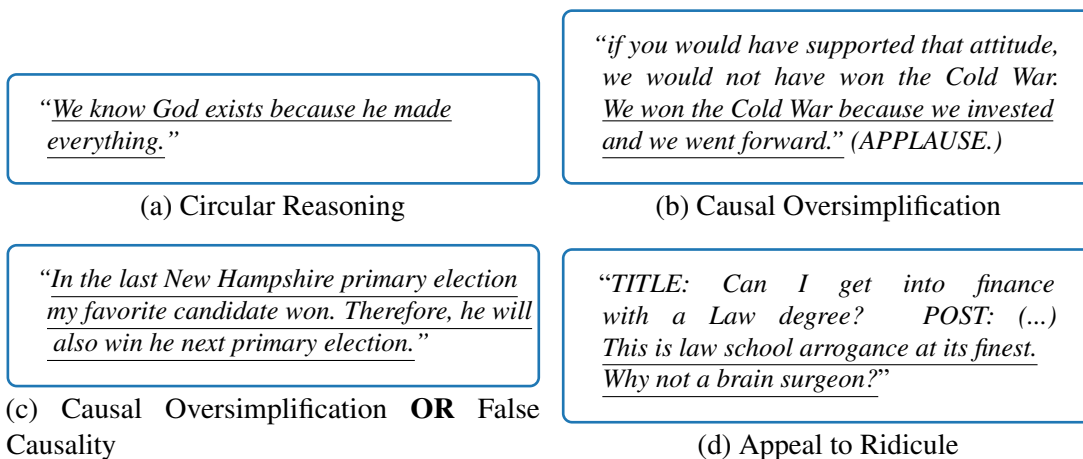 “We know God exists because he made
everything.”
(a) Circular Reasoning
“if you would have supported that attitude,
we would not have won the Cold War.
We won the Cold War because we invested
and we went forward.” (APPLAUSE.)
(b) Causal Oversimplification
“In the last New Hampshire primary election
my favorite candidate won. Therefore, he will
also win he next primary election.”
(c) Causal Oversimplification OR False
Causality
“TITLE: Can I get into finance
with a Law degree? POST: (...)
This is law school arrogance at its finest.
Why not a brain surgeon?”
(d) Appeal to Ridicule